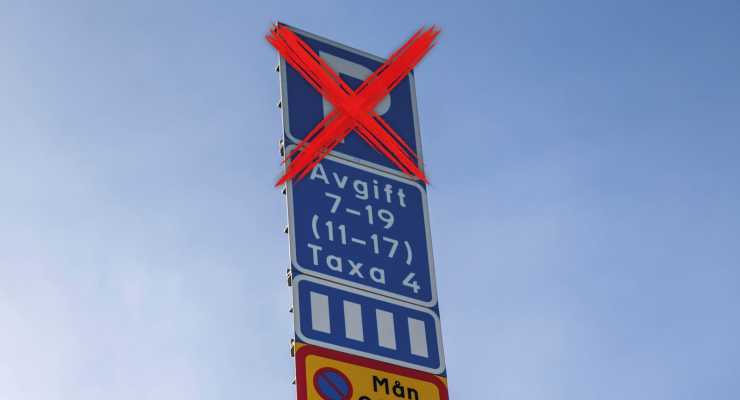 P
Avgift
7–19
(11–17)
Taxa 4
Mån